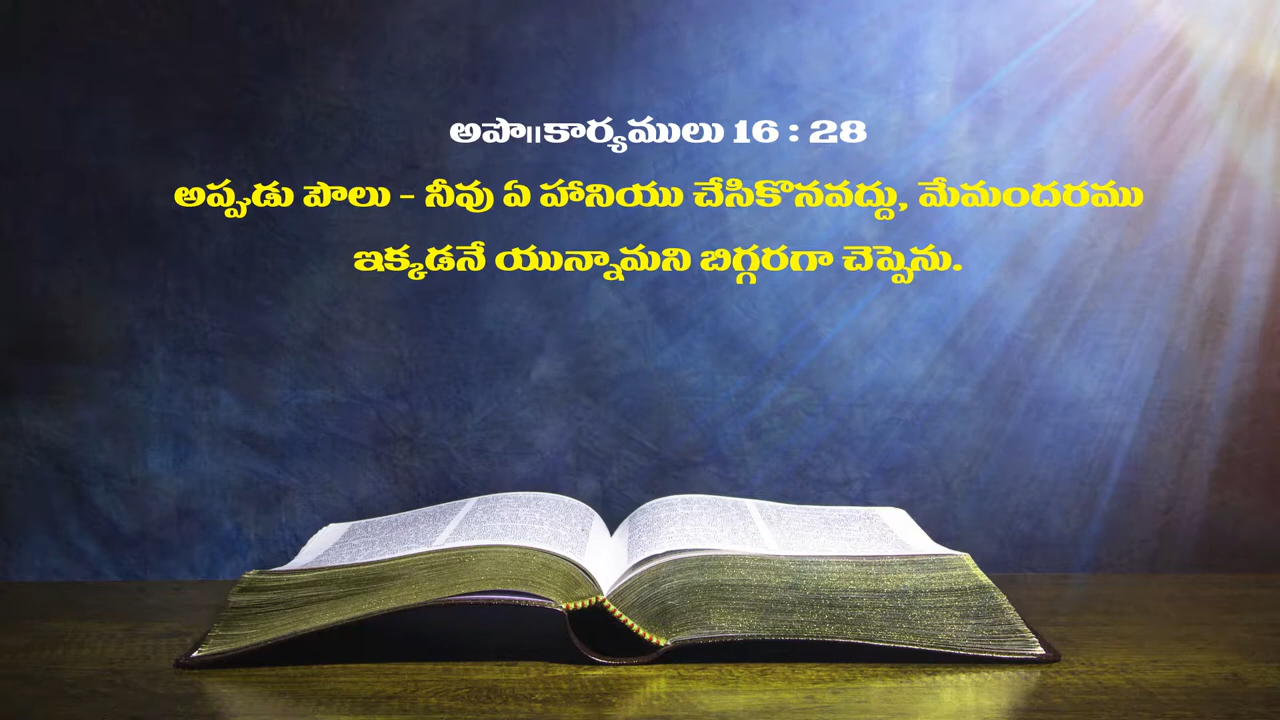 అపొ||కార్యములు 16 : 28
అప్పుడు పౌలు - నీవు ఏ హానియు చేసికొనవద్దు, మేమందరము
ఇక్కడనే యున్నామని బిగ్గరగా చెప్పెను.